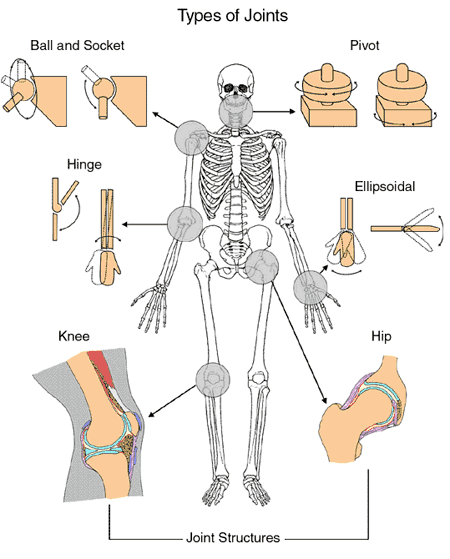 Types of Joints
Ball and Socket
Pivot
Hinge
Ellipsoidal
Knee
Hip
Joint Structures